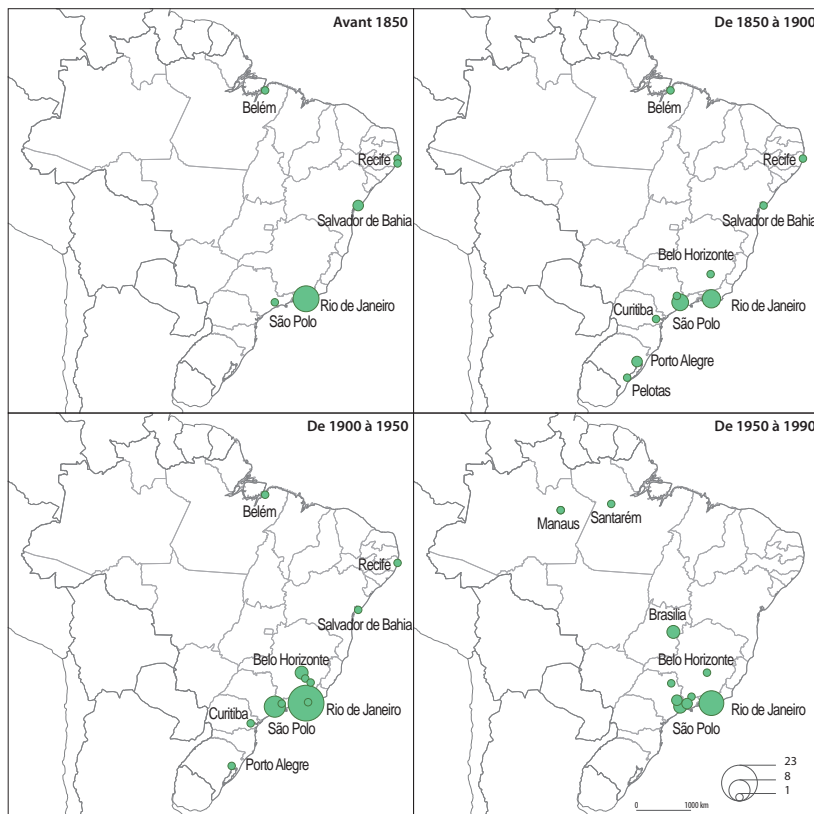 Avant 1850
Belém
Recife
Salvador de Bahia
Rio de Janeiro
São Polo
De 1850 à 1900
Belém
Recife
Salvador de Bahia
Belo Horizonte
Rio de Janeiro
Curitiba
São Polo
Porto Alegre
Pelotas
De 1900 à 1950
Belém
Recife
Salvador de Bahia
Belo Horizonte
Rio de Janeiro
Curitiba
São Polo
Porto Alegre
De 1950 à 1990
Manaus
Santarém
Brasilia
Belo Horizonte
Rio de Janeiro
São Polo
23
8
1
0 1000 km